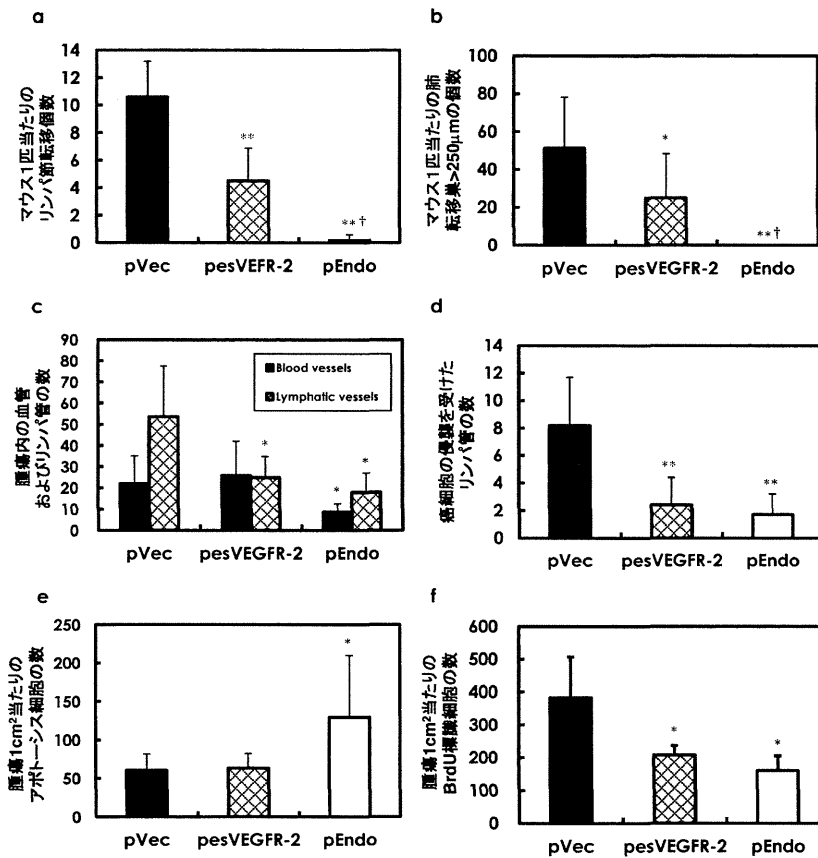 a
マウス1匹当たりの
リンパ節転移個数
14
12
10
8
6
4
2
0
**
**†
pVec
pesVEFR-2
pEndo
b
マウス1匹当たりの肺
転移巣>250μmの個数
100
80
60
40
20
0
*
**†
pVec
pesVEGFR-2
pEndo
c
腫瘍内の血管
およびリンパ管の数
90
80
70
60
50
40
30
20
10
0
Blood vessels
Lymphatic vessels
*
*
*
pVec
pesVEGFR-2
pEndo
d
癌細胞の優襲を受けた
リンパ管の数
14
12
10
8
6
4
2
0
**
**
pVec
pesVEGFR-2
pEndo
e
腫瘍1cm²当たりの
アポトーシス細胞の数
250
200
150
100
50
0
*
pVec
pesVEGFR-2
pEndo
f
腫瘍1cm²当たりの
BrdU標識細胞の数
600
500
400
300
200
100
0
*
*
pVec
pesVEGFR-2
pEndo